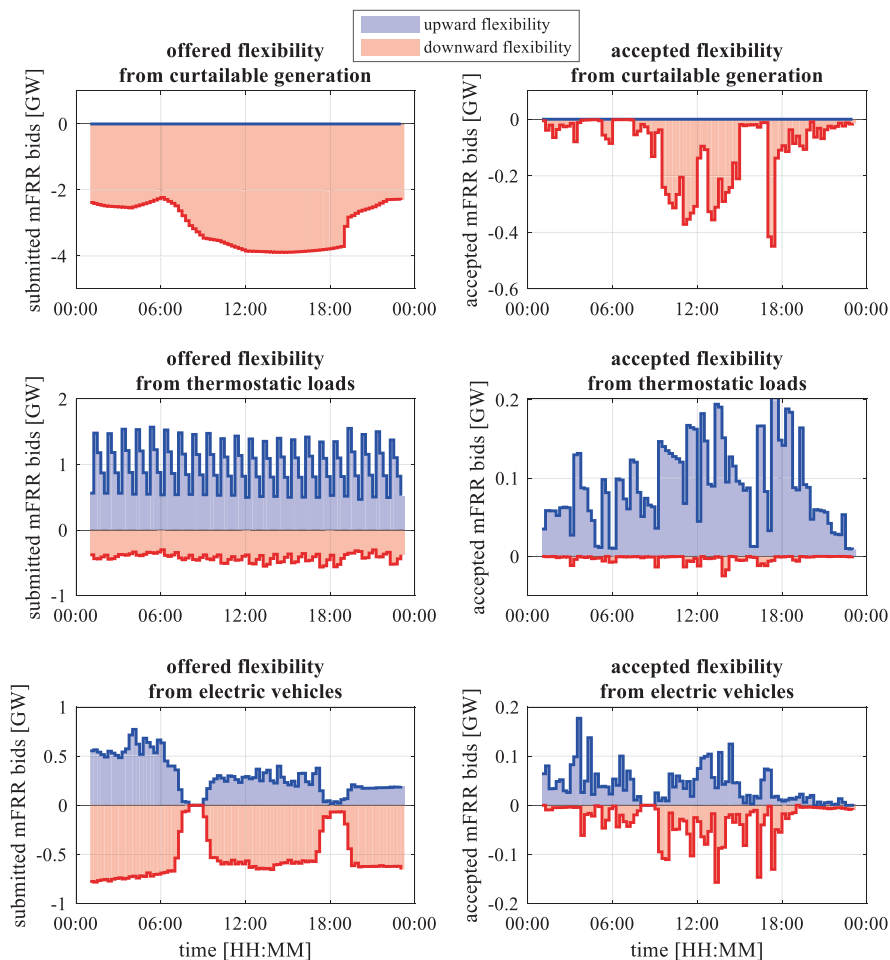 upward flexibility
downward flexibility
offered flexibility
from curtailable generation
submitted mFRR bids [GW]
0
-2
-4
00:00 06:00 12:00 18:00 00:00
accepted flexibility
from curtailable generation
accepted mFRR bids [GW]
0
-0.2
-0.4
-0.6
00:00 06:00 12:00 18:00 00:00
offered flexibility
from thermostatic loads
submitted mFRR bids [GW]
2
1
0
-1
00:00 06:00 12:00 18:00 00:00
accepted flexibility
from thermostatic loads
accepted mFRR bids [GW]
0.2
0.1
0
00:00 06:00 12:00 18:00 00:00
offered flexibility
from electric vehicles
submitted mFRR bids [GW]
1
0.5
0
-0.5
-1
00:00 06:00 12:00 18:00 00:00
time [HH:MM]
accepted flexibility
from electric vehicles
accepted mFRR bids [GW]
0.2
0.1
0
-0.1
-0.2
00:00 06:00 12:00 18:00 00:00
time [HH:MM]